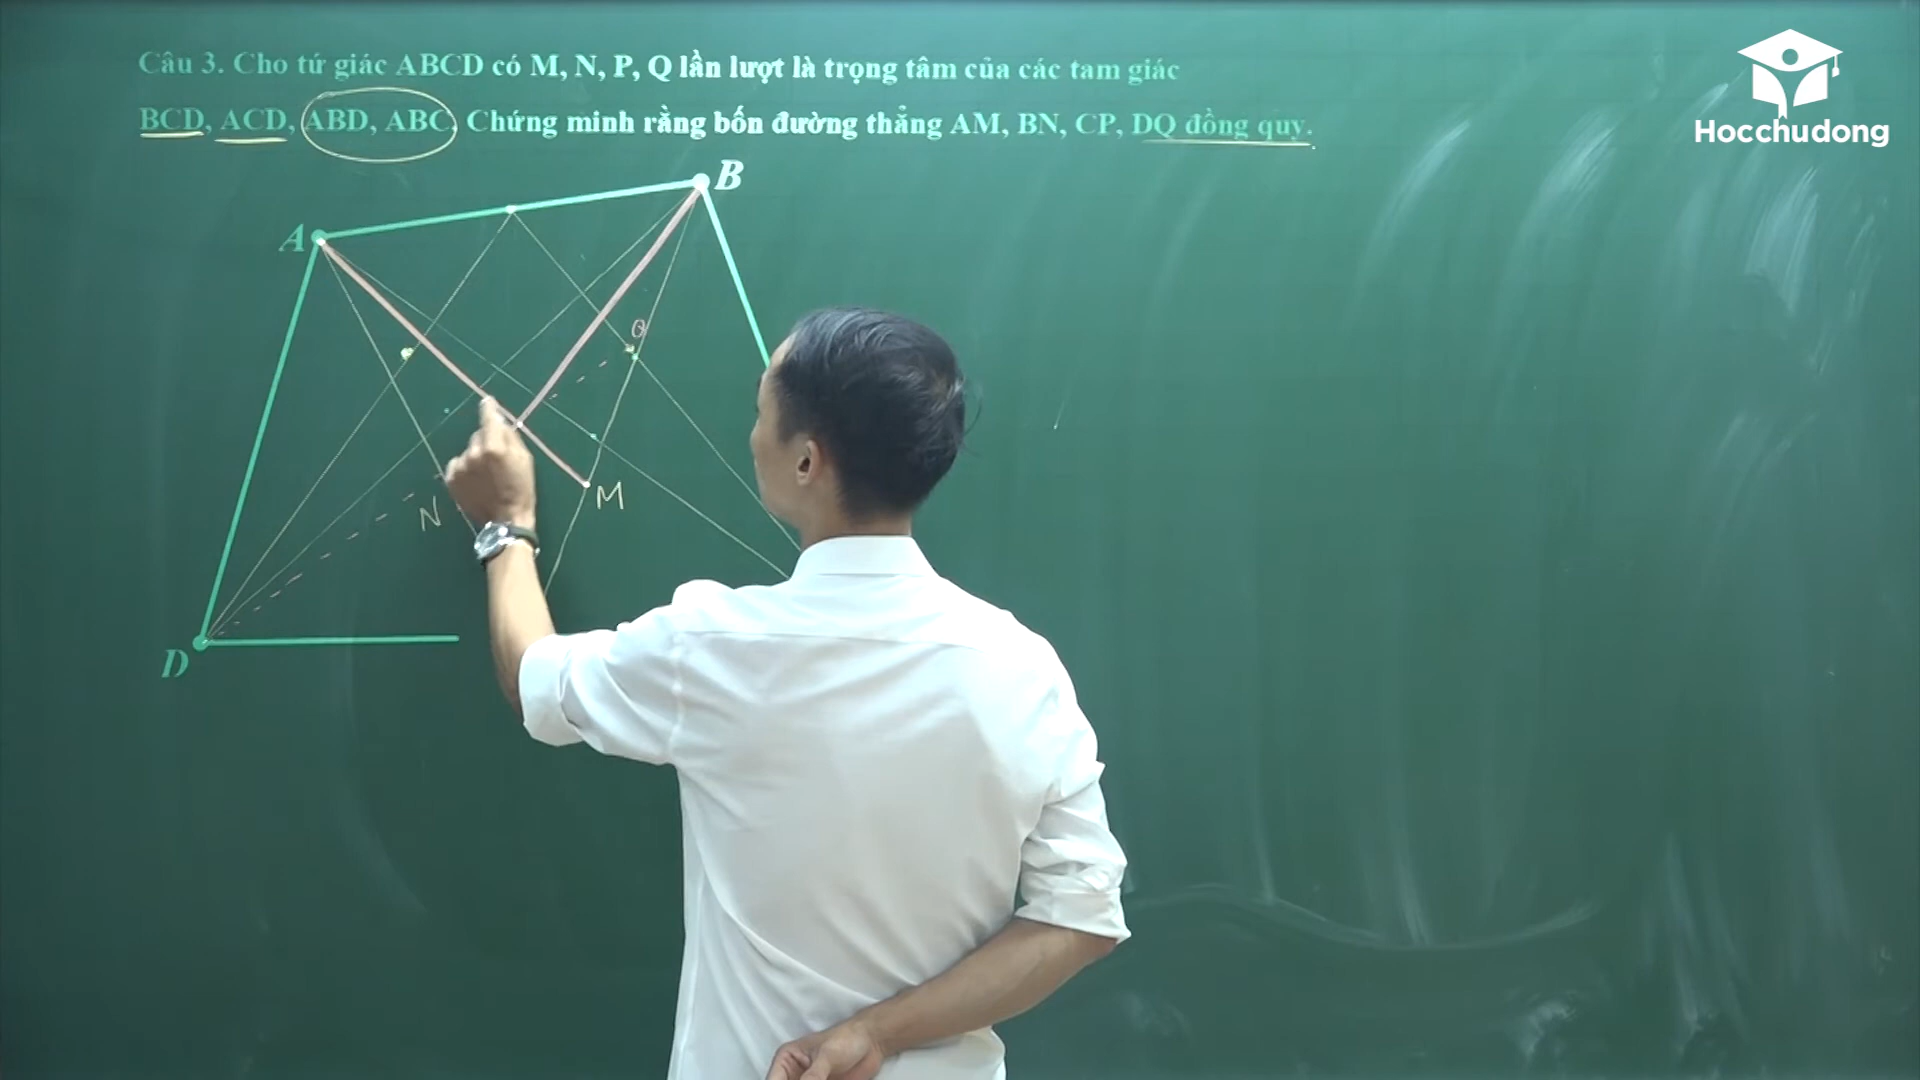 Câu 3. Cho tứ giác ABCD có M, N, P, Q lần lượt là trọng tâm của các tam giác
BCD, ACD, ABD, ABC. Chứng minh rằng bốn đường thẳng AM, BN, CP, DQ đồng quy.
Hocchudong
B
A
Q
M
N
D